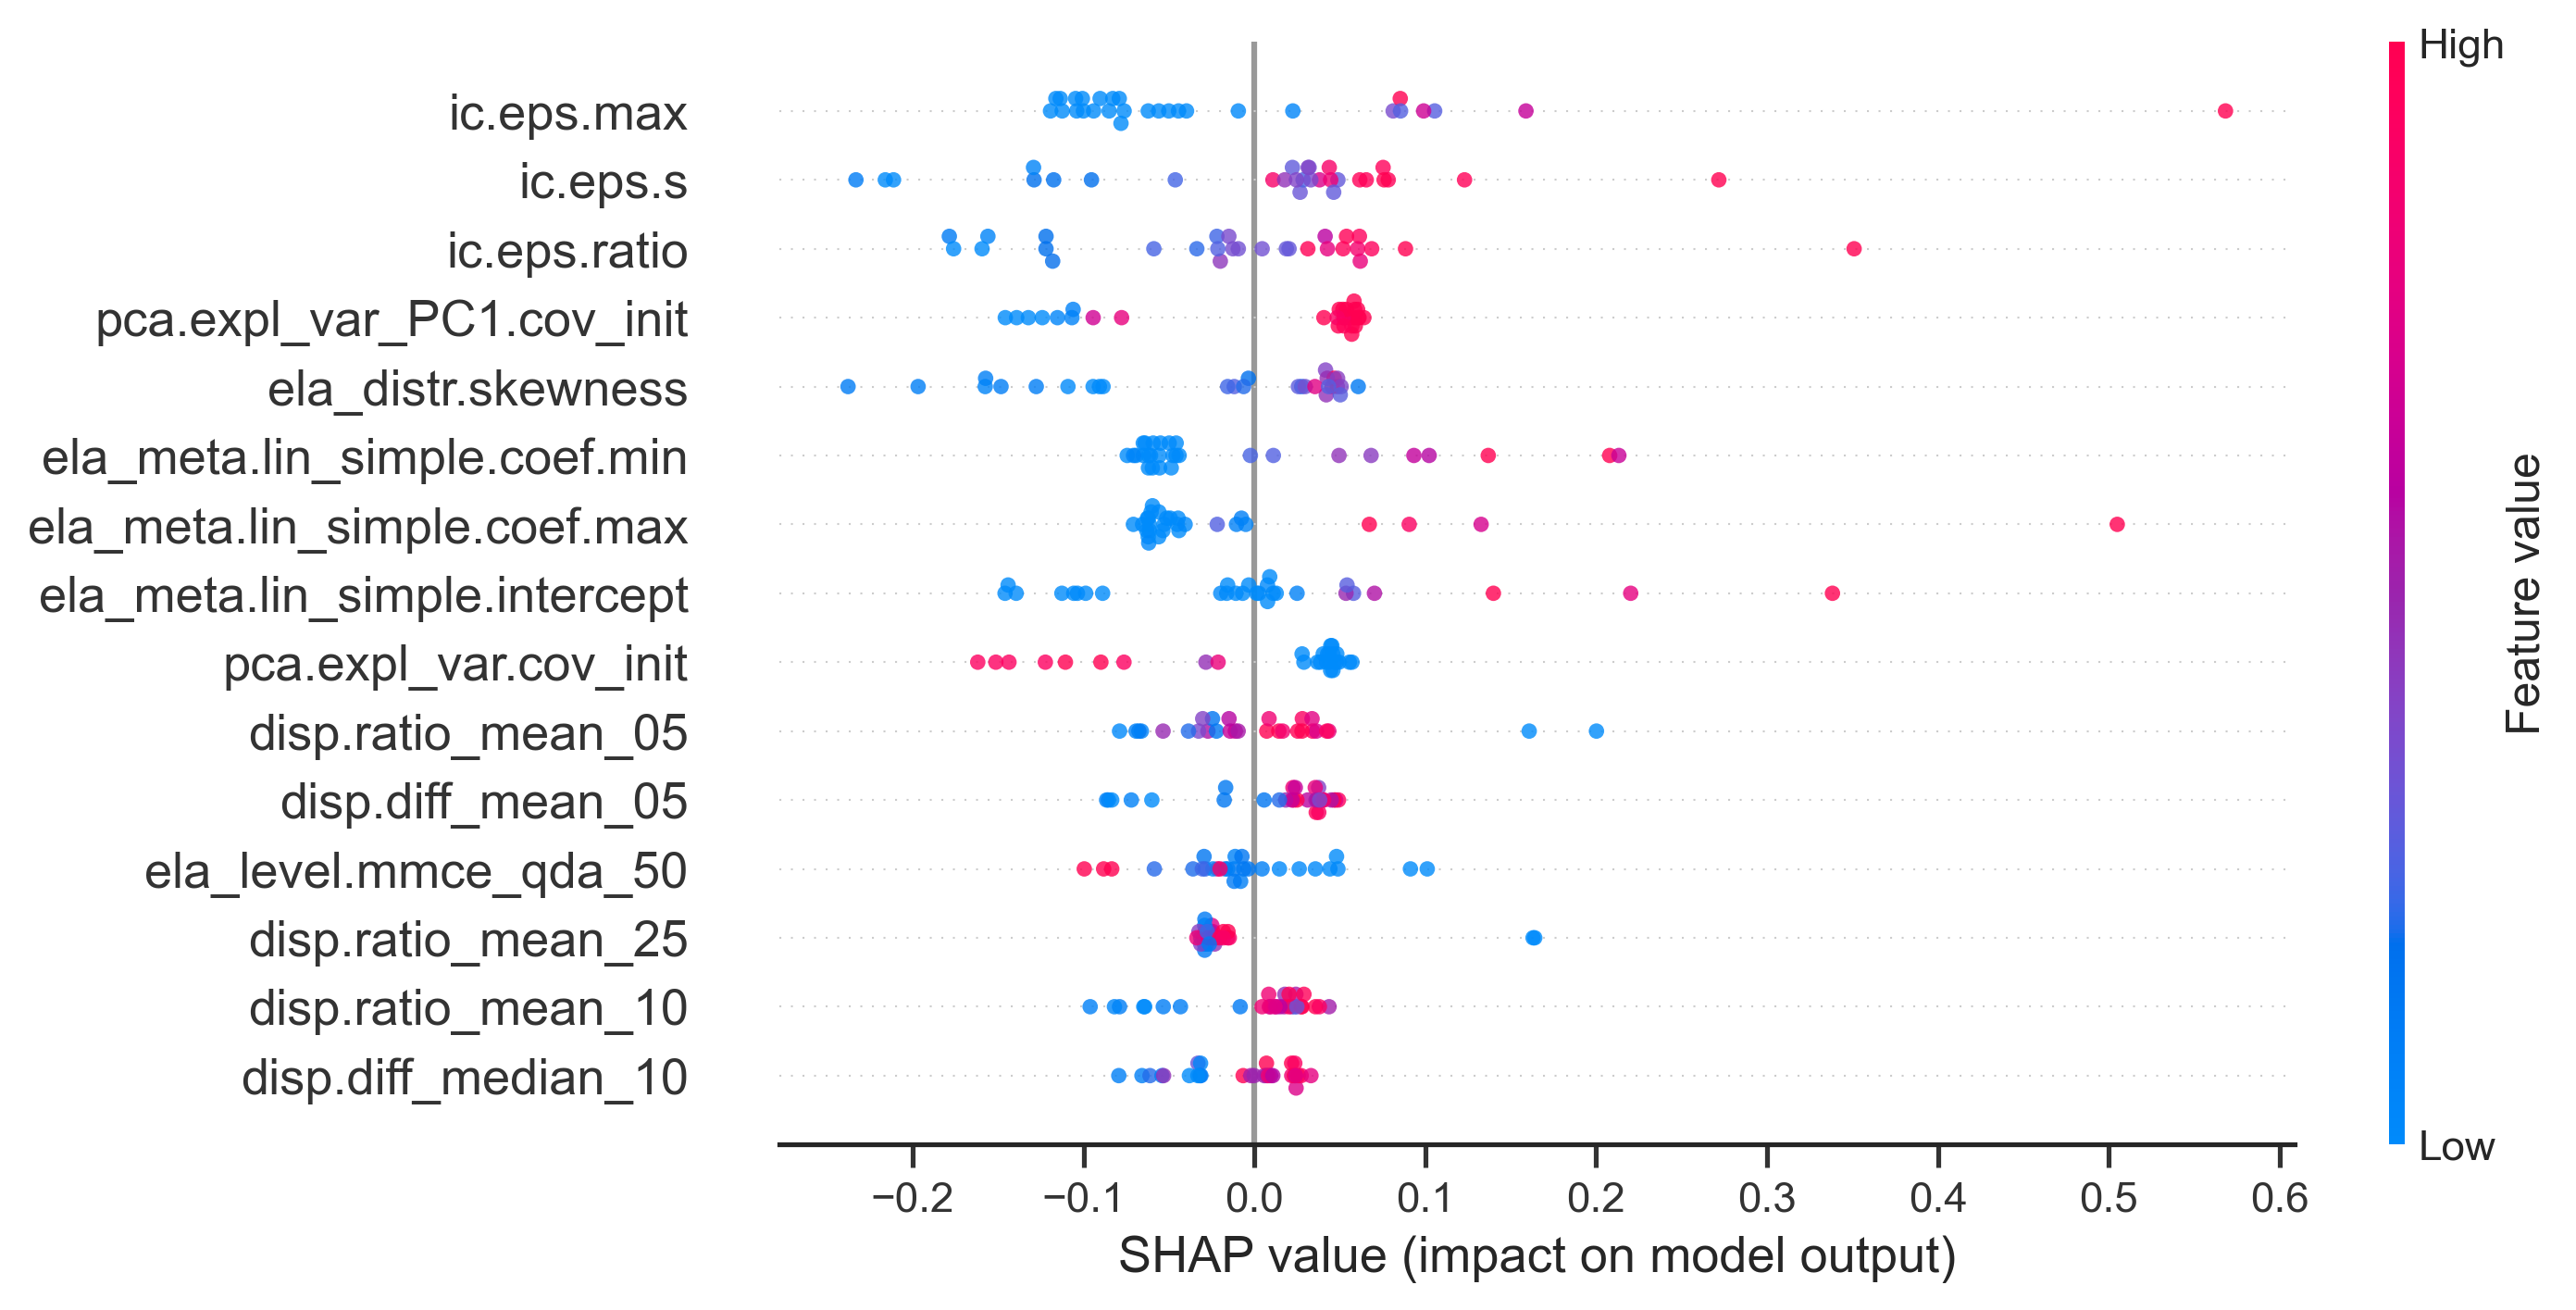 High
ic.eps.max
ic.eps.s
ic.eps.ratio
pca.expl_var_PC1.cov_init
ela_distr.skewness
ela_meta.lin_simple.coef.min
ela_meta.lin_simple.coef.max
ela_meta.lin_simple.intercept
pca.expl_var.cov_init
disp.ratio_mean_05
disp.diff_mean_05
ela_level.mmce_qda_50
disp.ratio_mean_25
disp.ratio_mean_10
disp.diff_median_10
Feature value
Low
−0.2 −0.1 0.0 0.1 0.2 0.3 0.4 0.5 0.6
SHAP value (impact on model output)